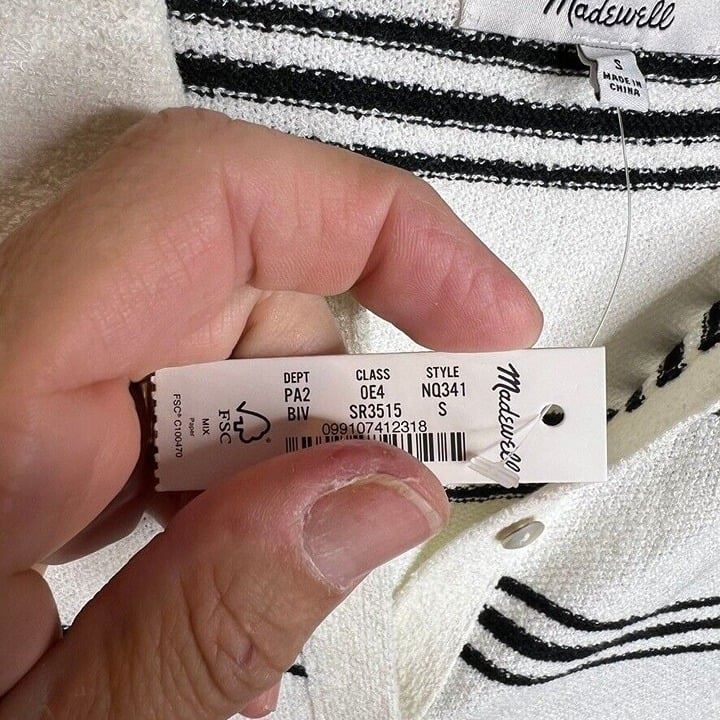 Madewell
S
MADE IN
CHINA
DEPT CLASS STYLE
PA2 0E4 NQ341
BIV SR3515 S
099107412318
Madewell
FSC
MIX
Paper
FSC® C100470